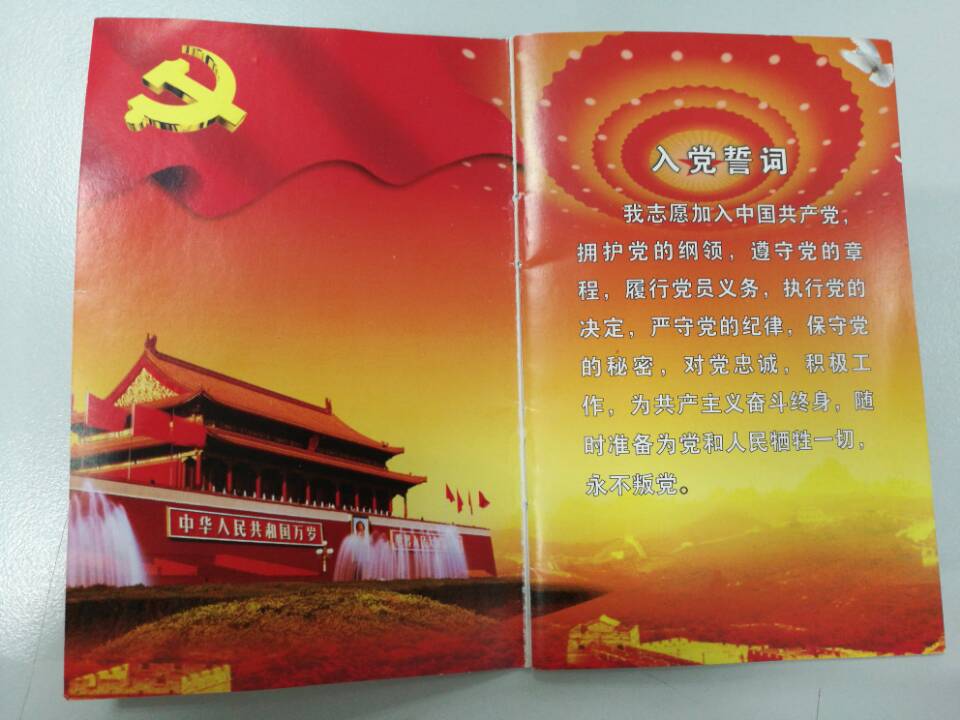 中华人民共和国万岁
入党誓词
我志愿加入中国共产党，
拥护党的纲领，遵守党的章
程，履行党员义务，执行党的
决定，严守党的纪律，保守党
的秘密，对党忠诚，积极工
作，为共产主义奋斗终身，随
时准备为党和人民牺牲一切，
永不叛党。